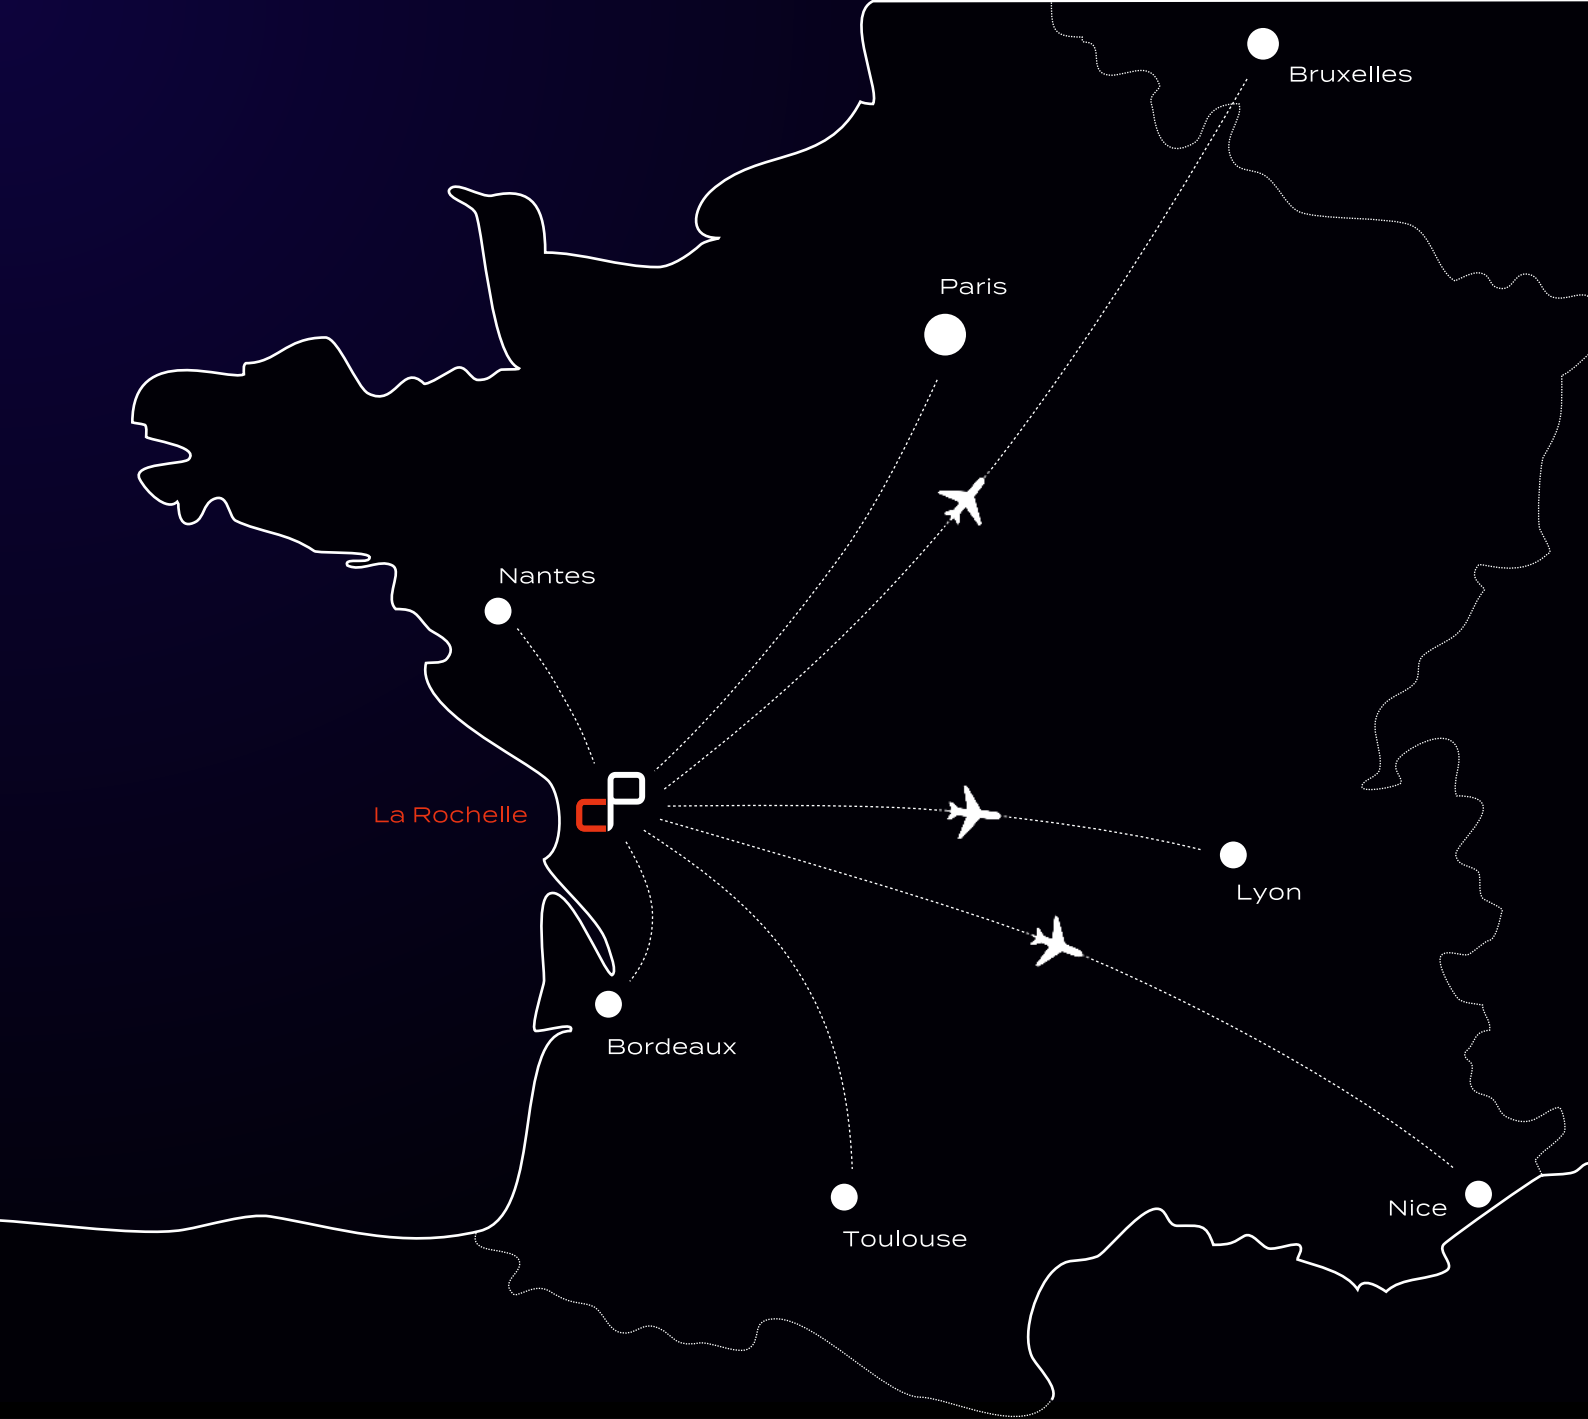 Bruxelles
Paris
Nantes
La Rochelle
Lyon
Bordeaux
Nice
Toulouse